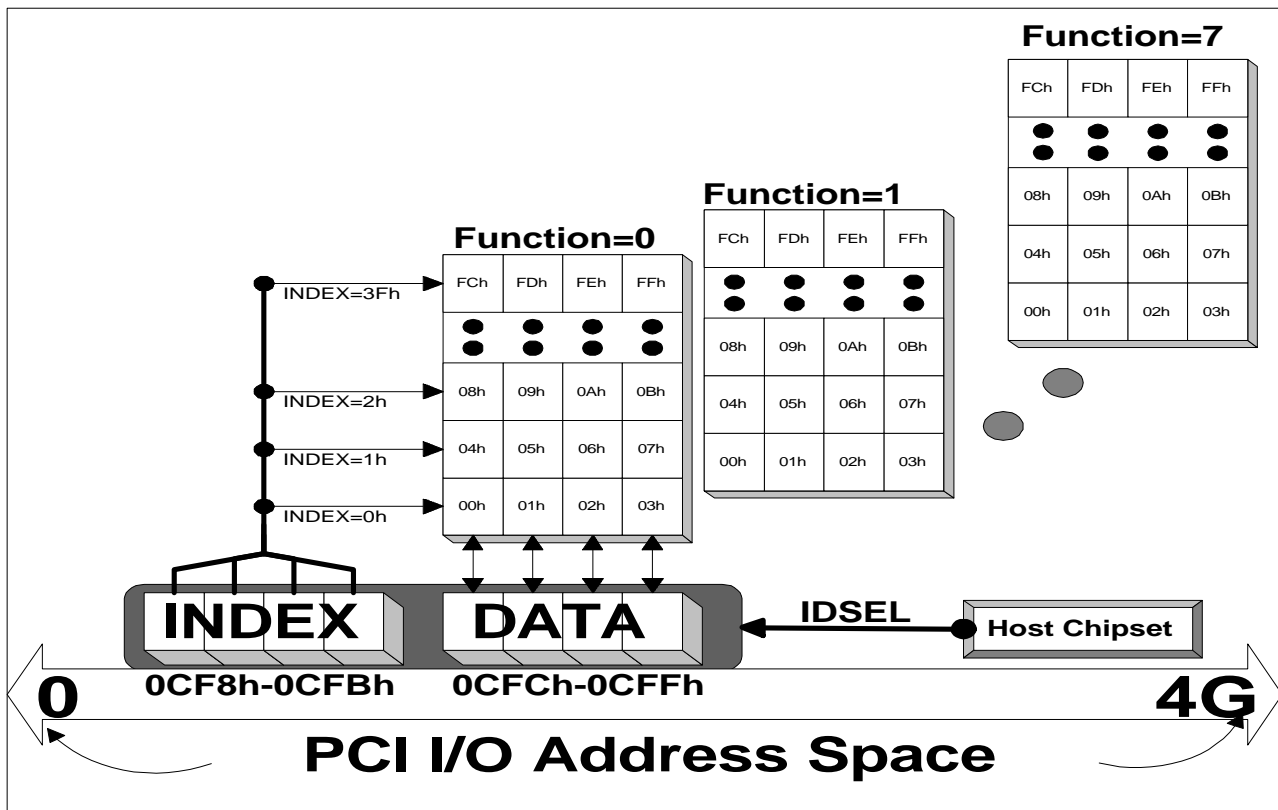 Function=7
FCh FDh FEh FFh
08h 09h 0Ah 0Bh
04h 05h 06h 07h
00h 01h 02h 03h
Function=1
FCh FDh FEh FFh
08h 09h 0Ah 0Bh
04h 05h 06h 07h
00h 01h 02h 03h
Function=0
FCh FDh FEh FFh
08h 09h 0Ah 0Bh
04h 05h 06h 07h
00h 01h 02h 03h
INDEX=3Fh
INDEX=2h
INDEX=1h
INDEX=0h
INDEX
DATA
IDSEL
Host Chipset
0CF8h-0CFBh
0CFCh-0CFFh
0
4G
PCI I/O Address Space